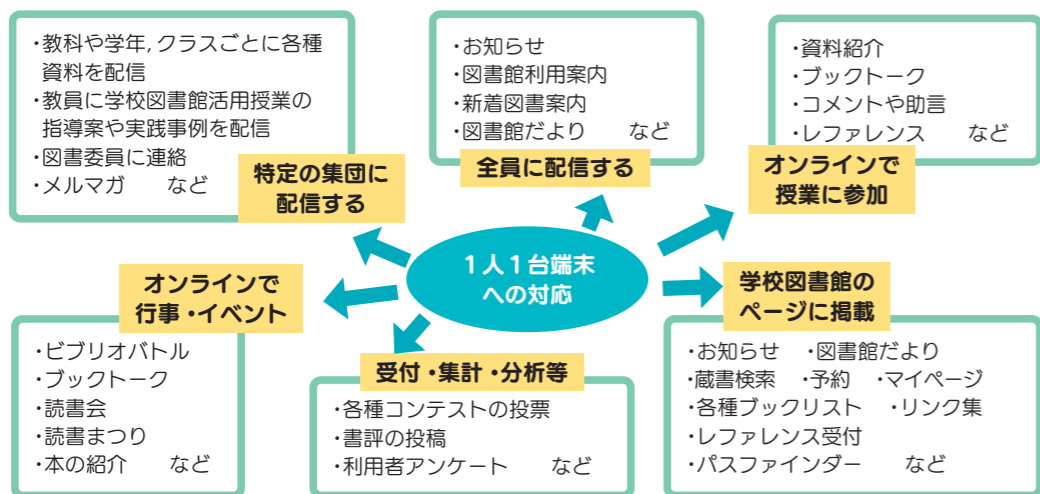 ・教科や学年，クラスごとに各種
資料を配信
・教員に学校図書館活用授業の
指導案や実践事例を配信
・図書委員に連絡
・メルマガ　など
特定の集団に
配信する
・お知らせ
・図書館利用案内
・新着図書案内
・図書館だより　など
全員に配信する
・資料紹介
・ブックトーク
・コメントや助言
・レファレンス　など
オンラインで
授業に参加
１人１台端末
への対応
オンラインで
行事・イベント
・ビブリオバトル
・ブックトーク
・読書会
・読書まつり
・本の紹介　など
受付・集計・分析等
・各種コンテストの投票
・書評の投稿
・利用者アンケート　など
学校図書館の
ページに掲載
・お知らせ　・図書館だより
・蔵書検索　・予約　・マイページ
・各種ブックリスト　・リンク集
・レファレンス受付
・パスファインダー　など